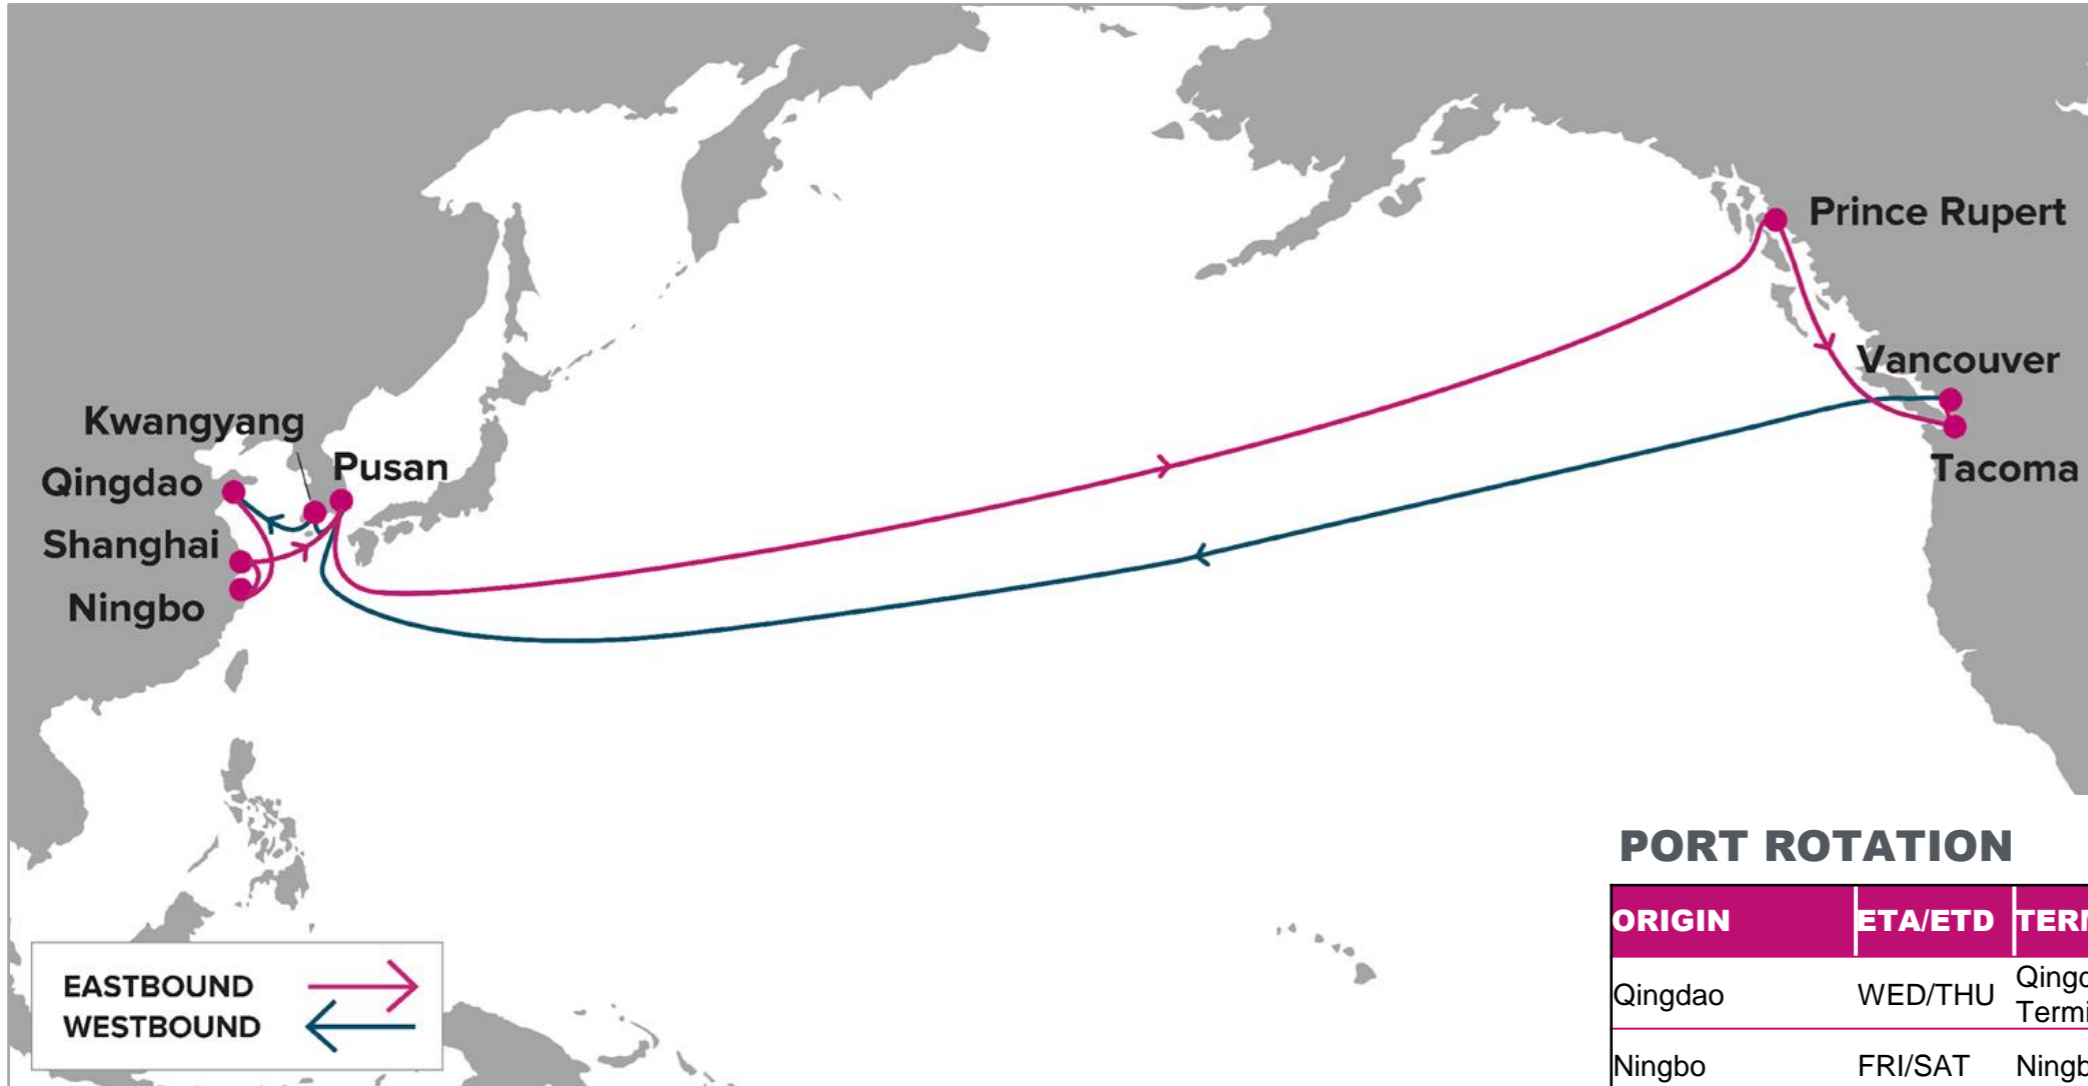 Prince Rupert
Vancouver
Kwangyang
Pusan
Qingdao
Tacoma
Shanghai
Ningbo
PORT ROTATION
ORIGIN ETA/ETD
Qingdao WED/THU
Ningbo FRI/SAT
EASTBOUND
WESTBOUND